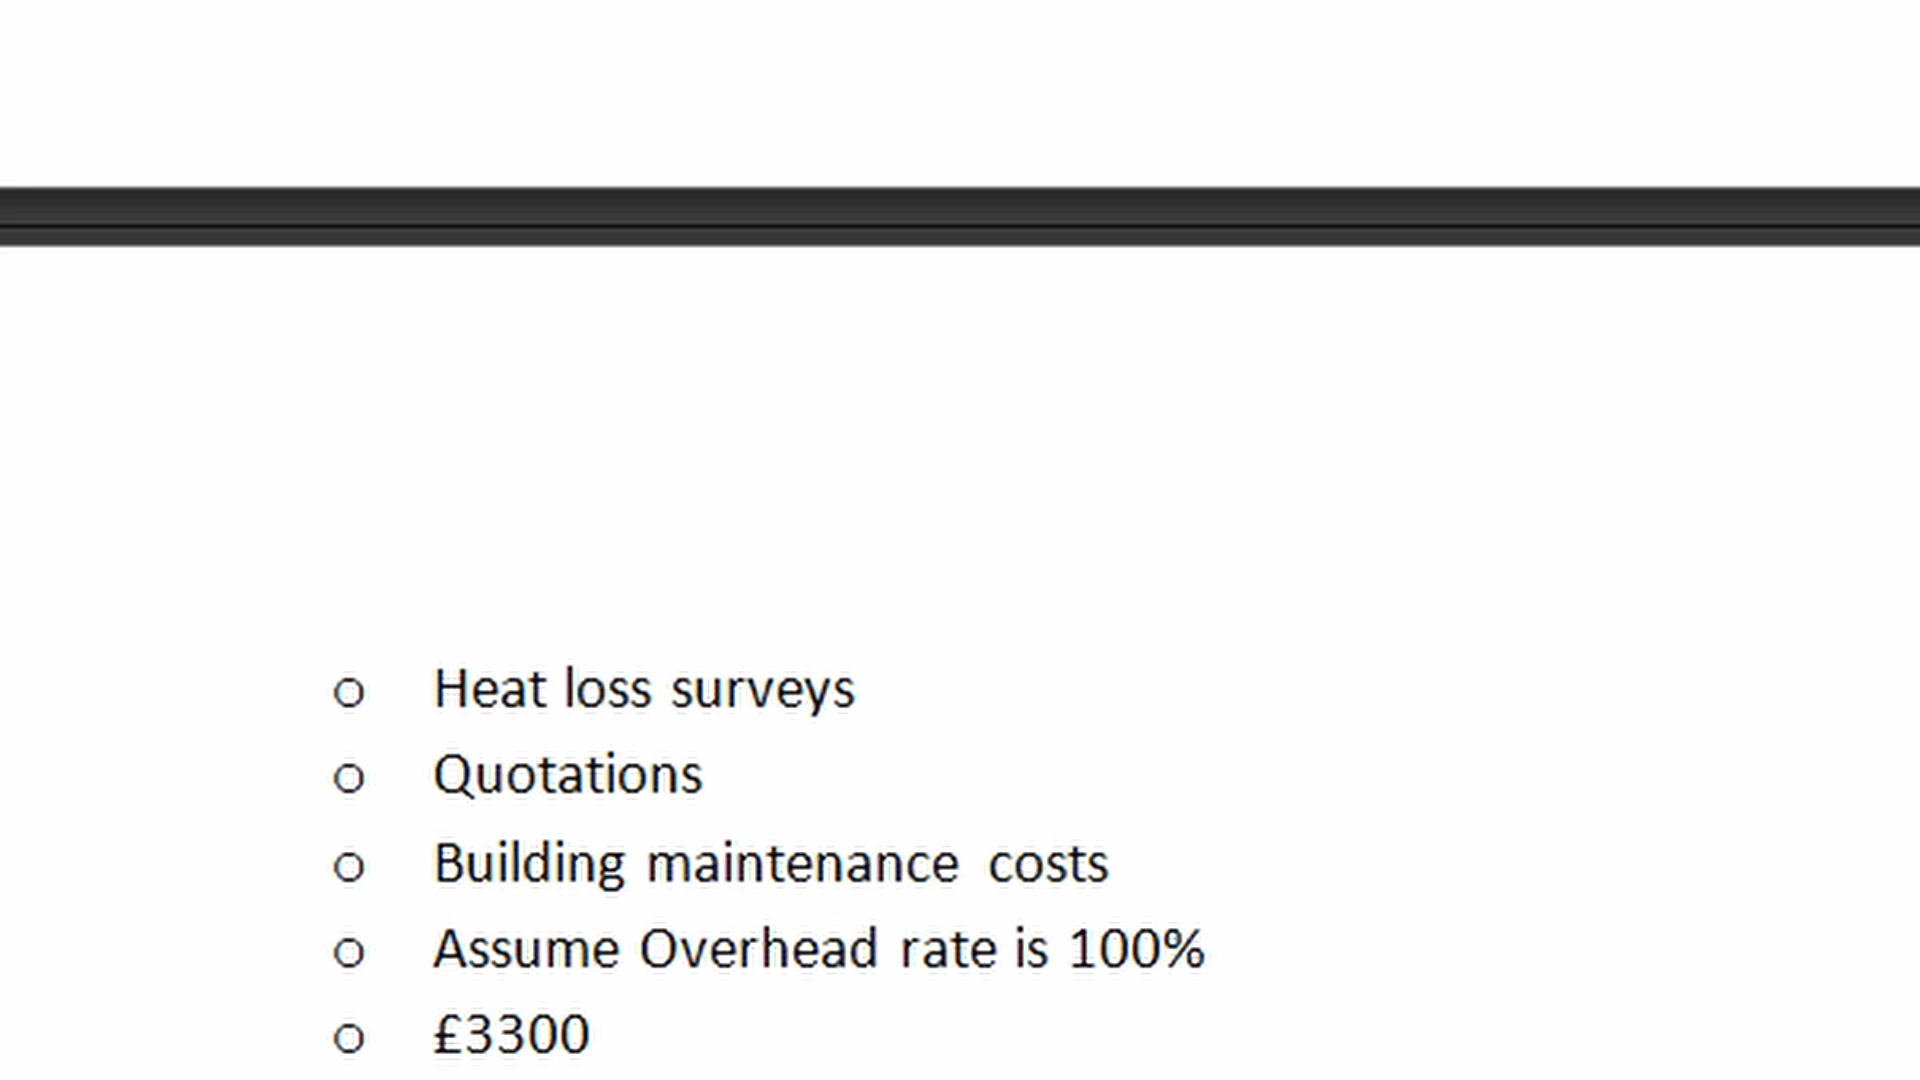 o Heat loss surveys
o Quotations
o Building maintenance costs
o Assume Overhead rate is 100%
o £3300